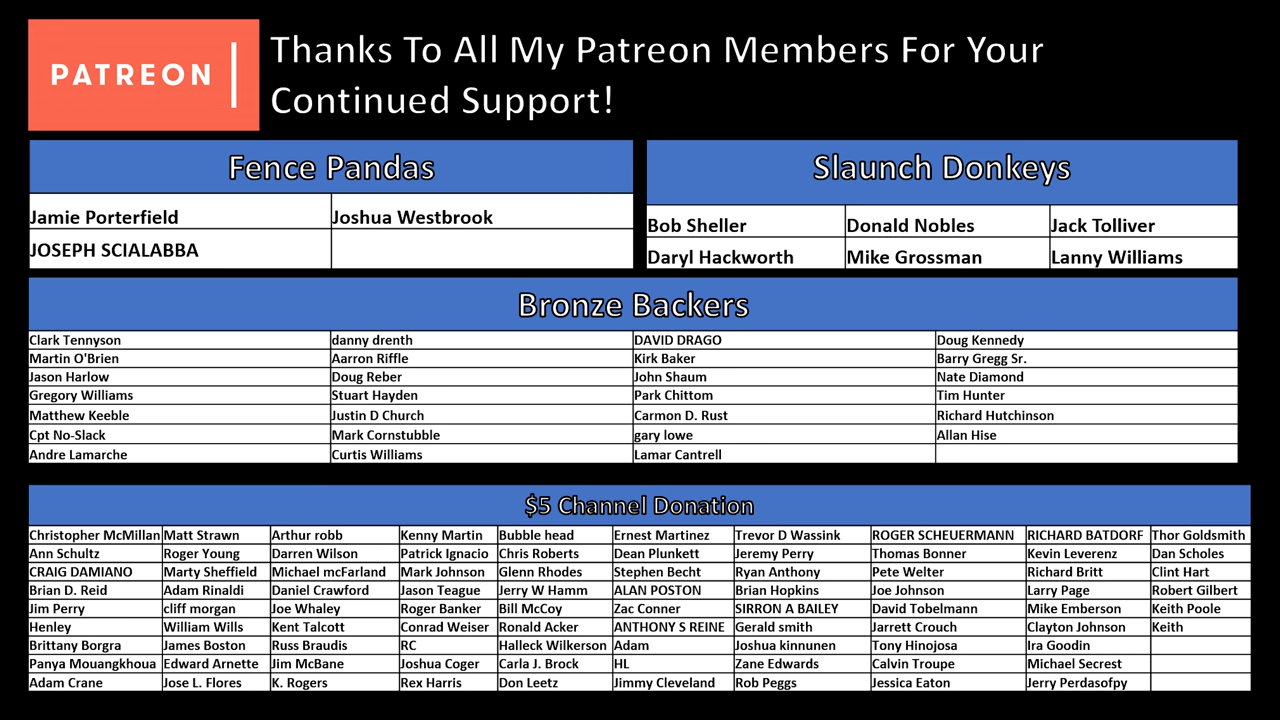 PATREON
Thanks To All My Patreon Members For Your
Continued Support!
Fence Pandas
Jamie Porterfield Joshua Westbrook
JOSEPH SCIALABBA
Slaunch Donkeys
Bob Sheller Donald Nobles Jack Tolliver
Daryl Hackworth Mike Grossman Lanny Williams
Bronze Backers
Clark Tennyson danny drenth DAVID DRAGO Doug Kennedy
Martin O'Brien Aarron Riffle Kirk Baker Barry Gregg Sr.
Jason Harlow Doug Reber John Shaum Nate Diamond
Gregory Williams Stuart Hayden Park Chittom Tim Hunter
Matthew Keeble Justin D Church Carmon D. Rust Richard Hutchinson
Cpt No-Slack Mark Cornstubble gary lowe Allan Hise
Andre Lamarche Curtis Williams Lamar Cantrell
$5 Channel Donation
Christopher McMillan Matt Strawn Arthur robb Kenny Martin Bubble head Ernest Martinez Trevor D Wassink ROGER SCHEUERMANN RICHARD BATDORF Thor Goldsmith
Ann Schultz Roger Young Darren Wilson Patrick Ignacio Chris Roberts Dean Plunkett Jeremy Perry Thomas Bonner Kevin Leverenz Dan Scholes
CRAIG DAMIANO Marty Sheffield Michael mcFarland Mark Johnson Glenn Rhodes Stephen Becht Ryan Anthony Pete Welter Richard Britt Clint Hart
Brian D. Reid Adam Rinaldi Daniel Crawford Jason Teague Jerry W Hamm ALAN POSTON Brian Hopkins Joe Johnson Larry Page Robert Gilbert
Jim Perry cliff morgan Joe Whaley Roger Banker Bill McCoy Zac Conner SIRRON A BAILEY David Tobelmann Mike Emberson Keith Poole
Henley William Wills Kent Talcott Conrad Weiser Ronald Acker ANTHONY S REINE Gerald smith Jarrett Crouch Clayton Johnson Keith
Brittany Borgra James Boston Russ Braudis RC Halleck Wilkerson Adam Joshua kinnunen Tony Hinojosa Ira Goodin
Panya Mouangkhoua Edward Arnette Jim McBane Joshua Coger Carla J. Brock HL Zane Edwards Calvin Troupe Michael Secrest
Adam Crane Jose L. Flores K. Rogers Rex Harris Don Leetz Jimmy Cleveland Rob Peggs Jessica Eaton Jerry Perdasofpy